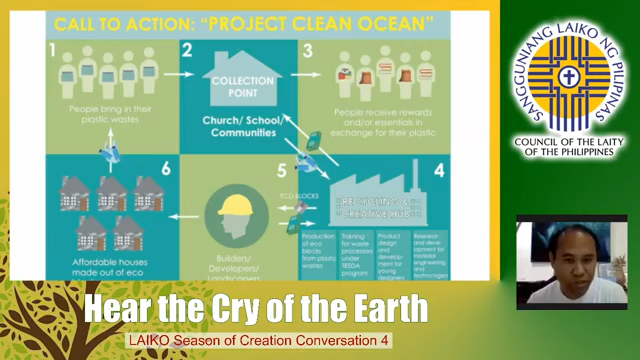 CALL TO ACTION: “PROJECT CLEAN OCEAN”
1
People bring in their
plastic wastes
2
COLLECTION
POINT
Church/ School/
Communities
3
People receive rewards
and/or essentials in
exchange for their plastic
4
RECYCLING &
CREATIVE HUB
Production
of eco
blocks
from plastic
wastes
Training
for waste
processors
under
TESDA
program
Product
design and
develop-
ment for
young
designers
Research
and deve-
lopment for
material
engineering
and
technologies
5
ECO BLOCKS
Builders/
Developers/
Landscapers
6
Affordable houses
made out of eco
SANGGUNIANG LAIKO NG PILIPINAS
COUNCIL OF THE LAITY
OF THE PHILIPPINES
Hear the Cry of the Earth
LAIKO Season of Creation Conversation 4